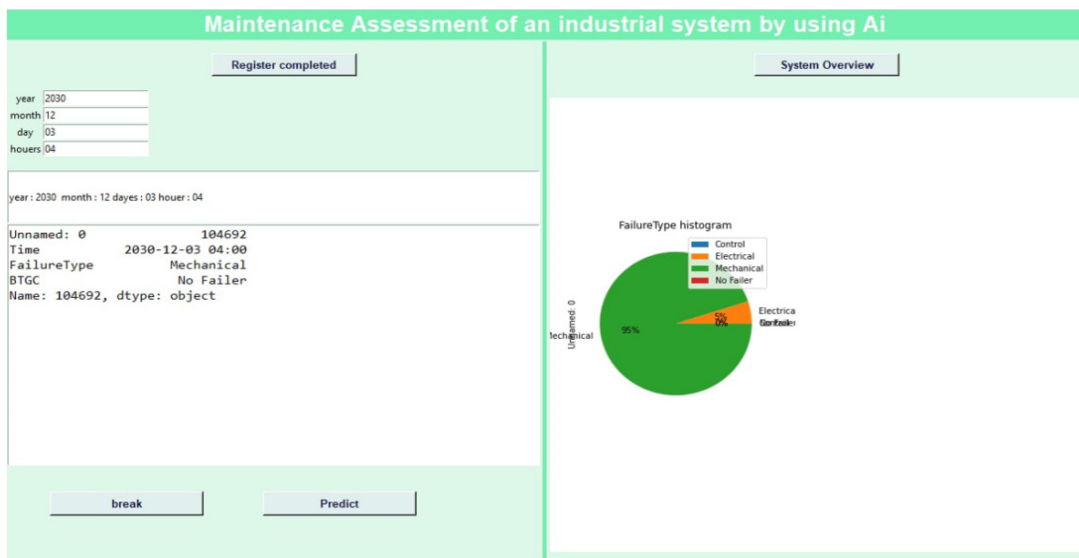 Maintenance Assessment of an industrial system by using Ai
Register completed
year 2030
month 12
day 03
houers 04
year : 2030 month : 12 dayes : 03 houer : 04
Unnamed: 0 104692
Time 2030-12-03 04:00
FailureType Mechanical
BTGC No Failer
Name: 104692, dtype: object
break
Predict
System Overview
FailureType histogram
Control
Electrical
Mechanical
No Failer
Electrica
5%
0%
95%
Mechanical
Unnamed: 0